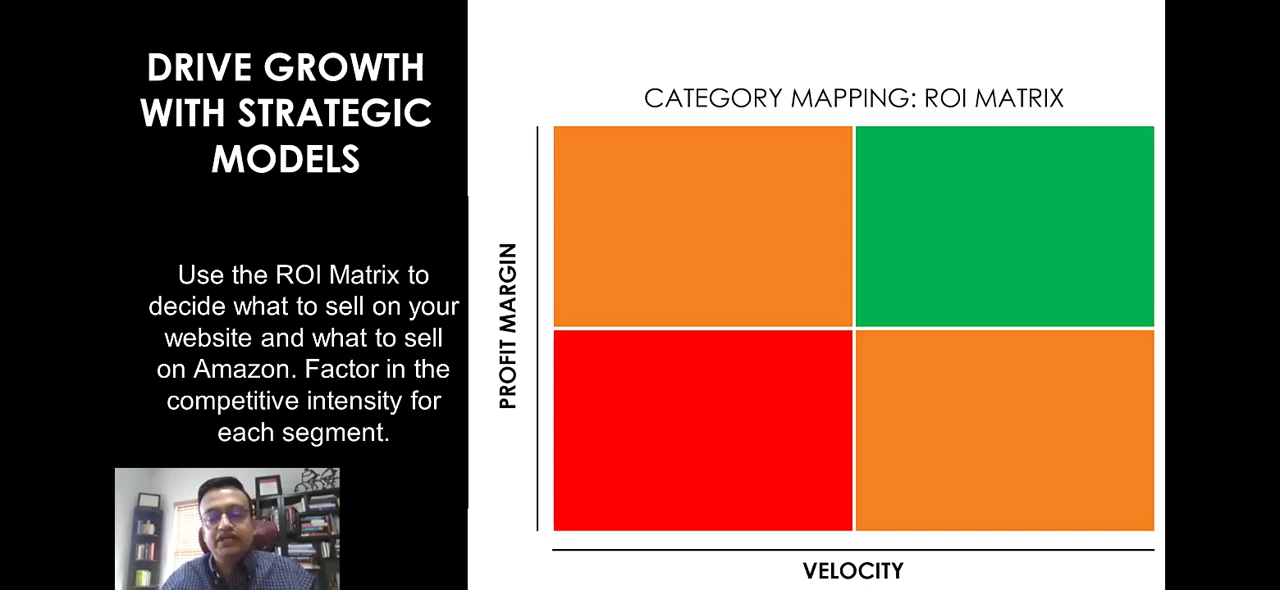 DRIVE GROWTH
WITH STRATEGIC
MODELS
Use the ROI Matrix to
decide what to sell on your
website and what to sell
on Amazon. Factor in the
competitive intensity for
each segment.
CATEGORY MAPPING: ROI MATRIX
PROFIT MARGIN
VELOCITY